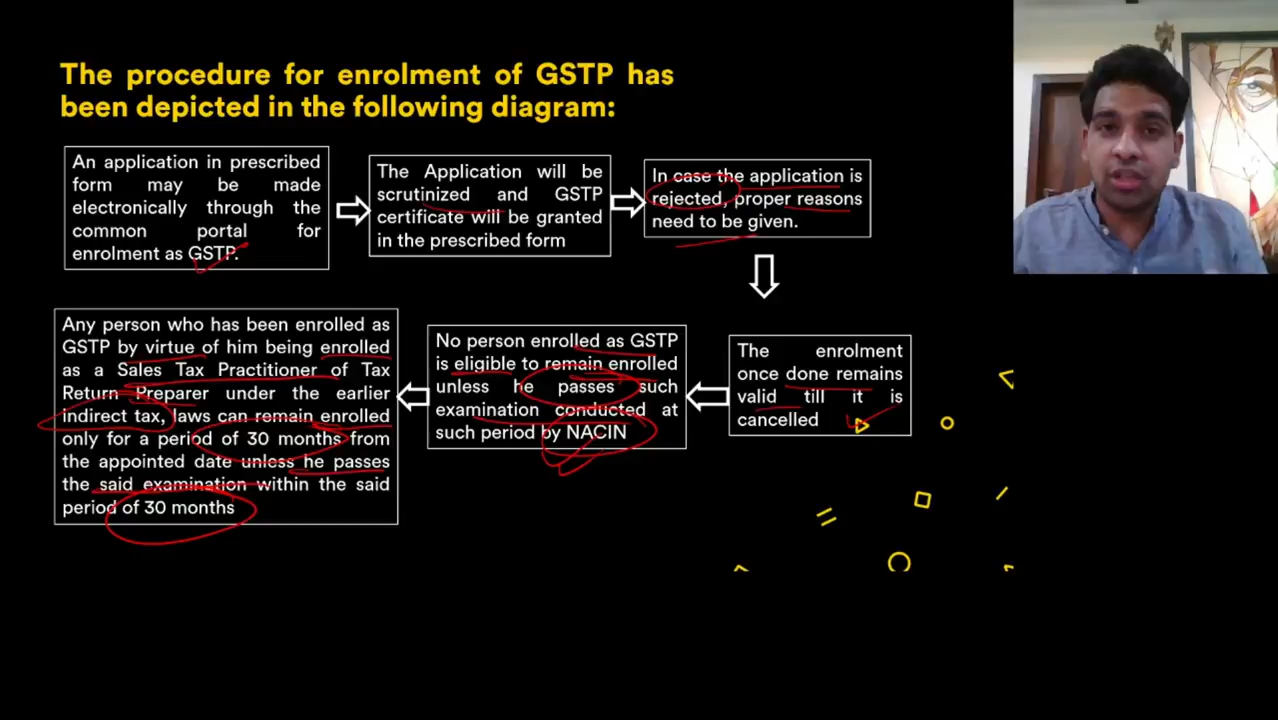 The procedure for enrolment of GSTP has
been depicted in the following diagram:
An application in prescribed
form may be made
electronically through the
common portal for
enrolment as GSTP.
The Application will be
scrutinized and GSTP
certificate will be granted
in the prescribed form
In case the application is
rejected, proper reasons
need to be given.
The enrolment
once done remains
valid till it is
cancelled
No person enrolled as GSTP
is eligible to remain enrolled
unless he passes such
examination conducted at
such period by NACIN
Any person who has been enrolled as
GSTP by virtue of him being enrolled
as a Sales Tax Practitioner of Tax
Return Preparer under the earlier
indirect tax, laws can remain enrolled
only for a period of 30 months from
the appointed date unless he passes
the said examination within the said
period of 30 months